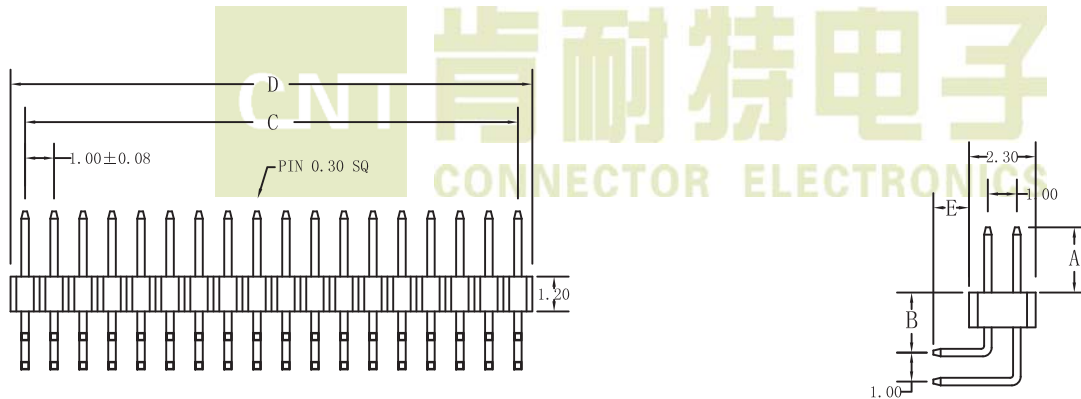 CNT 肯耐特电子
CONNECTOR ELECTRONICS
D
C
1.00±0.08
PIN 0.30 SQ
1.20
2.30
1.00
E
A
B
1.00